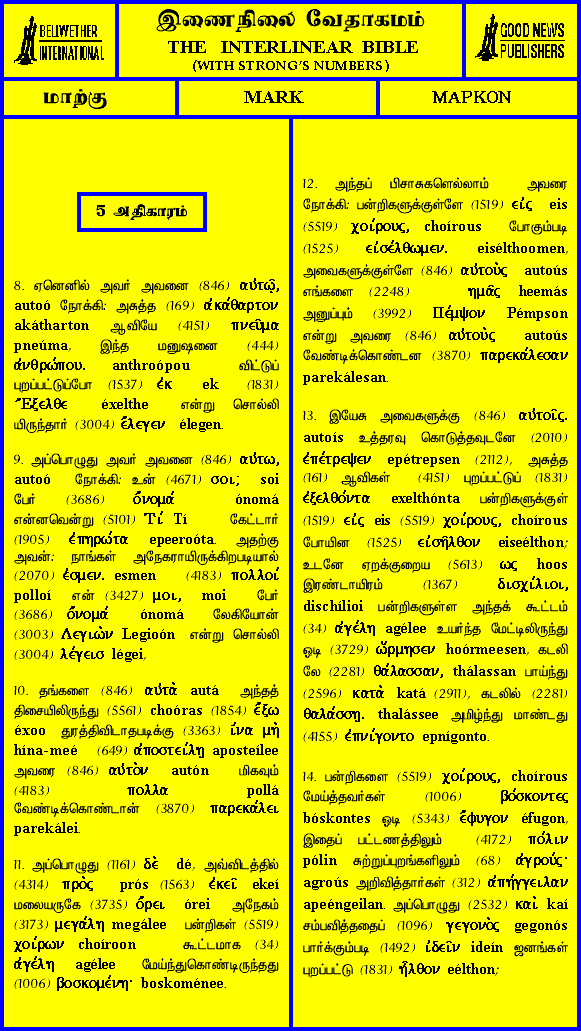 BELLWETHER
INTERNATIONAL
இணைநிலை வேதாகமம்
THE INTERLINEAR BIBLE
(WITH STRONG'S NUMBERS)
GOOD NEWS
PUBLISHERS
மாற்கு
MARK
ΜΑΡΚΟΝ
5 அதிகாரம்
8. ஏனெனில் அவர் அவனை (846) αὐτῷ,
autoó நோக்கி: அசுத்த (169) ἀκάθαρτον
akátharton ஆவியே (4151) πνεῦμα
pneúma, இந்த மனுஷனை (444)
ἀνθρώπου. anthroópou விட்டுப்
புறப்பட்டுப்போ (1537) ἐκ ek (1831)
῎Εξελθε éxelthe என்று சொல்லி
யிருந்தார் (3004) ἔλεγεν élegen.
9. அப்பொழுது அவர் அவனை (846) αὐτω,
autoó நோக்கி: உன் (4671) σοι; soi
பேர் (3686) ὄνομά ónomá
என்னவென்று (5101) Τί Tí கேட்டார்
(1905) ἐπηρώτα epeeroóta. அதற்கு
அவன்: நாங்கள் அநேகராயிருக்கிறபடியால்
(2070) ἐσμεν. esmen (4183) πολλοί
polloí என் (3427) μοι, moi பேர்
(3686) ὄνομά ónomá லேகியோன்
(3003) Λεγιὼν Legioón என்று சொல்லி
(3004) λέγεισ légei,
10. தங்களை (846) αὐτὰ autá அந்தத்
திசையிலிருந்து (5561) choóras (1854) ἔξω
éxoo துரத்திவிடாதபடிக்கு (3363) ἵνα μὴ
hína-meé (649) ἀποστείλῃ aposteílee
அவரை (846) αὐτὸν autón மிகவும்
(4183) πολλα pollá
வேண்டிக்கொண்டான் (3870) παρεκάλει
parekálei.
11. அப்பொழுது (1161) δὲ dé, அவ்விடத்தில்
(4314) πρὸς prós (1563) ἐκεῖ ekeí
மலையருகே (3735) ὄρει órei அநேகம்
(3173) μεγάλη megálee பன்றிகள் (5519)
χοίρων choíroon கூட்டமாக (34)
ἀγέλη agélee மேய்ந்துகொண்டிருந்தது
(1006) βοσκομένη· boskoménee.
12. அந்தப் பிசாசுகளெல்லாம் அவரை
நோக்கி: பன்றிகளுக்குள்ளே (1519) εἰς eis
(5519) χοίρους, choírous போகும்படி
(1525) εἰσέλθωμεν. eisélthoomen,
அவைகளுக்குள்ளே (846) αὐτοὺς autoús
எங்களை (2248) ἡμᾶς heemás
அனுப்பும் (3992) Πέμψον Pémpson
என்று அவரை (846) αὐτοὺς autoús
வேண்டிக்கொண்டன (3870) παρεκάλεσαν
parekálesan.
13. இயேசு அவைகளுக்கு (846) αὐτοῖς.
autoís உத்தரவு கொடுத்தவுடனே (2010)
ἐπέτρεψεν epétrepsen (2112), அசுத்த
(161) ஆவிகள் (4151) புறப்பட்டுப் (1831)
ἐξελθόντα exelthónta பன்றிகளுக்குள்
(1519) εἰς eis (5519) χοίρους, choírous
போயின (1525) εἰσῆλθον eiseélthon;
உடனே ஏறக்குறைய (5613) ως hoos
இரண்டாயிரம் (1367) δισχίλιοι,
dischílioi பன்றிகளுள்ள அந்தக் கூட்டம்
(34) ἀγέλη agélee உயர்ந்த மேட்டிலிருந்து
ஓடி (3729) ὥρμησεν hoórmeesen, கடலி
லே (2281) θάλασσαν, thálassan பாய்ந்து
(2596) κατὰ katá (2911), கடலில் (2281)
θαλάσσῃ. thalássee அமிழ்ந்து மாண்டது
(4155) ἐπνίγοντο epnígonto.
14. பன்றிகளை (5519) χοίρους, choírous
மேய்த்தவர்கள் (1006) βόσκοντες
bóskontes ஓடி (5343) ἔφυγον éfugon,
இதைப் பட்டணத்திலும் (4172) πόλιν
pólin சுற்றுப்புறங்களிலும் (68) ἀγρούς·
agroús அறிவித்தார்கள் (312) ἀπήγγειλαν
apeéngeilan. அப்பொழுது (2532) καὶ kaí
சம்பவித்ததைப் (1096) γεγονὸς gegonós
பார்க்கும்படி (1492) ἰδεῖν ideín ஜனங்கள்
புறப்பட்டு (1831) ἦλθον eélthon;